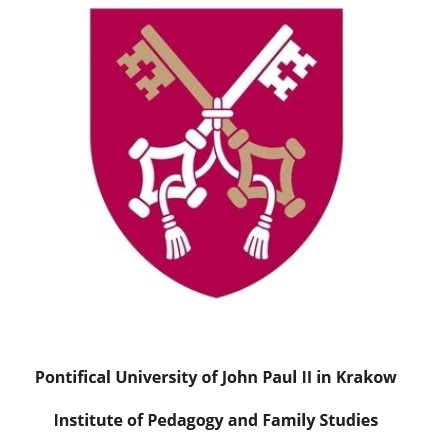 Pontifical University of John Paul II in Krakow
Institute of Pedagogy and Family Studies